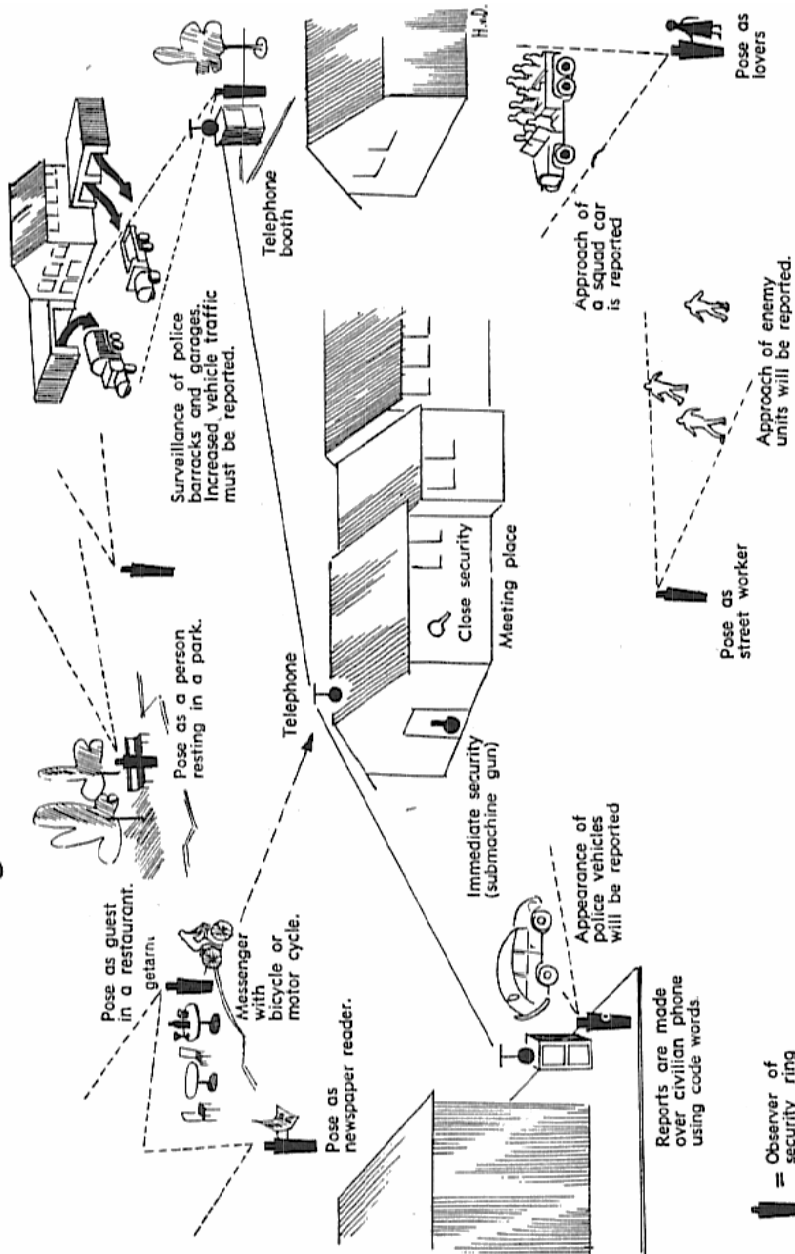 Pose as guest
in a restaurant.
getarnt
Messenger
with
bicycle or
motor cycle.
Pose as
newspaper reader.
Pose as a person
resting in a park.
Surveillance of police
barracks and garages.
Increased vehicle traffic
must be reported.
Telephone
booth
H.v.D.
Telephone
Immediate security
(submachine gun)
Close security
Meeting place
Appearance of
police vehicles
will be reported
Reports are made
over civilian phone
using code words.
Approach of
a squad car
is reported
Pose as
lovers
Pose as
street worker
Approach of enemy
units will be reported.
= Observer of
security ring